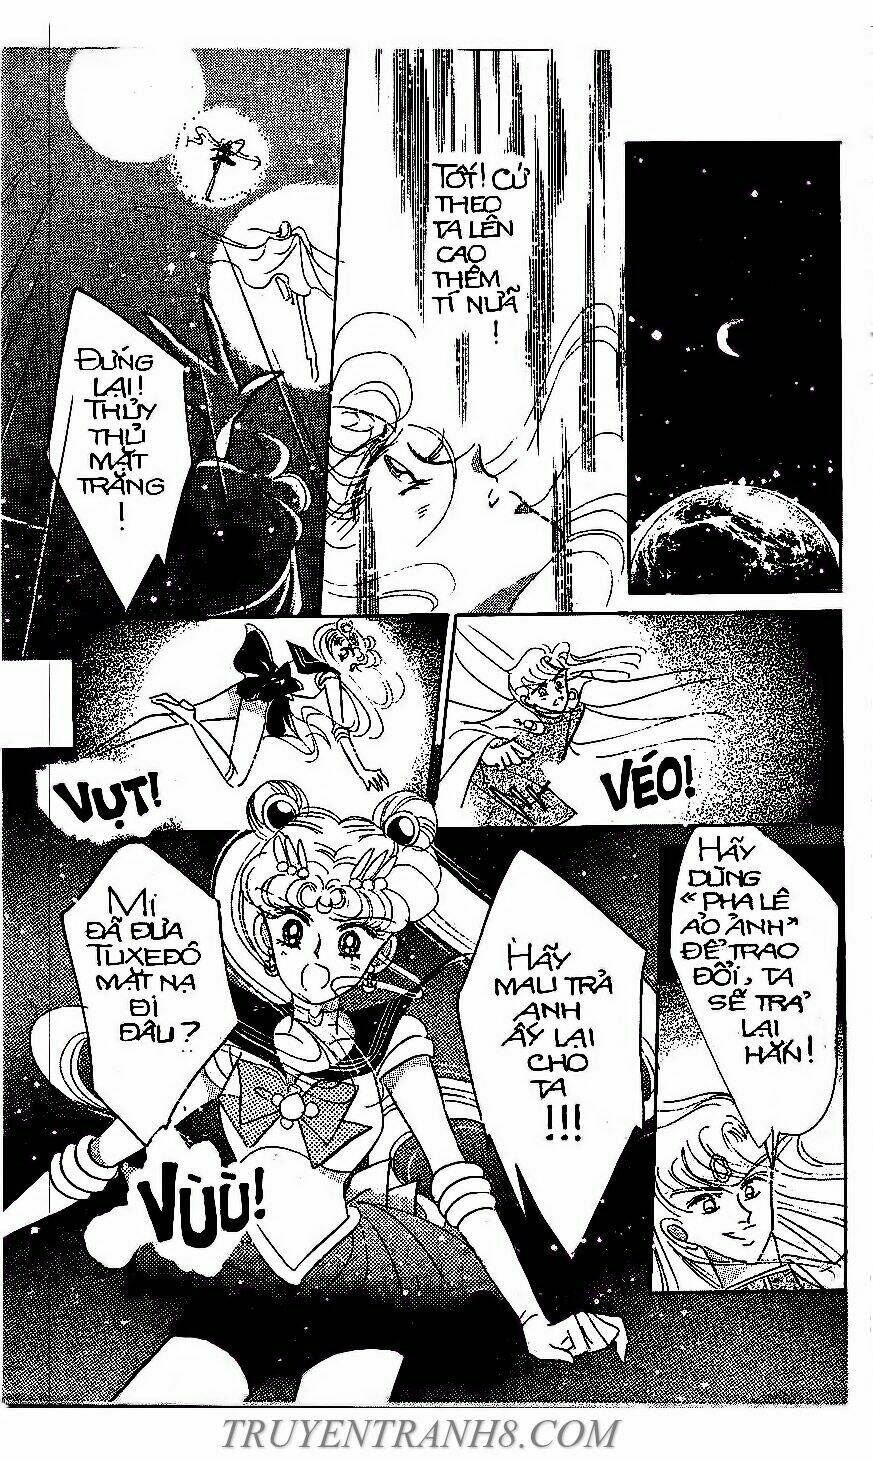 TỐT! CỨ
THEO
TA LÊN
CAO
THÊM
TÍ NỮÃ
!
ĐỨNG
LẠI!
THỦY
THỦ
MẶT
TRĂNG
!
VỤT!
VÉO!
MI
ĐÃ ĐƯA
TUXEDÔ
MẶT NẠ
ĐI
ĐÂU?
HÃY
MAU TRẢ
ANH
ẤY LẠI
CHO
TA
!!!
HÃY
DÙNG
“PHA LÊ
ẢO ẢNH”
ĐỂ TRAO
ĐỔI, TA
SẼ TRẢ
LẠI
HẮN!
VÙÙ!
TRUYENTRANH8.COM